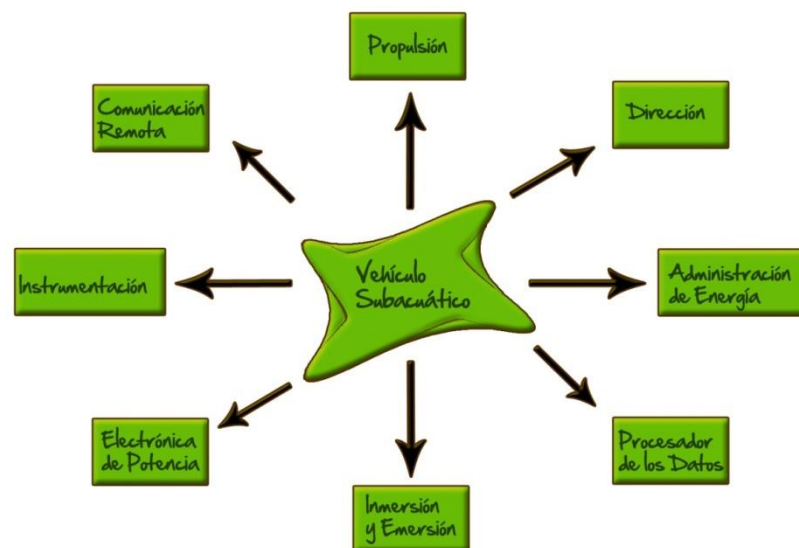 Propulsión
Comunicación
Remota
Dirección
Instrumentación
Vehículo
Subacuático
Administración
de Energía
Electrónica
de Potencia
Procesador
de los Datos
Inmersión
y Emersión